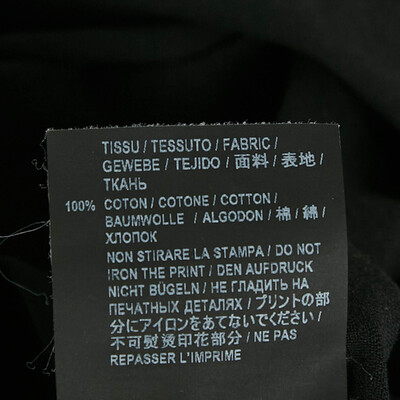 TISSU / TESSUTO / FABRIC /
GEWEBE / TEJIDO / 面料 / 表地 /
ТКАНЬ
100% COTON / COTONE / COTTON /
BAUMWOLLE / ALGODON / 棉 / 綿 /
ХЛОПОК
NON STIRARE LA STAMPA / DO NOT
IRON THE PRINT / DEN AUFDRUCK
NICHT BÜGELN / НЕ ГЛАДИТЬ НА
ПЕЧАТНЫХ ДЕТАЛЯХ / プリントの部
分にアイロンをあてないでください /
不可熨烫印花部分 / NE PAS
REPASSER L'IMPRIME